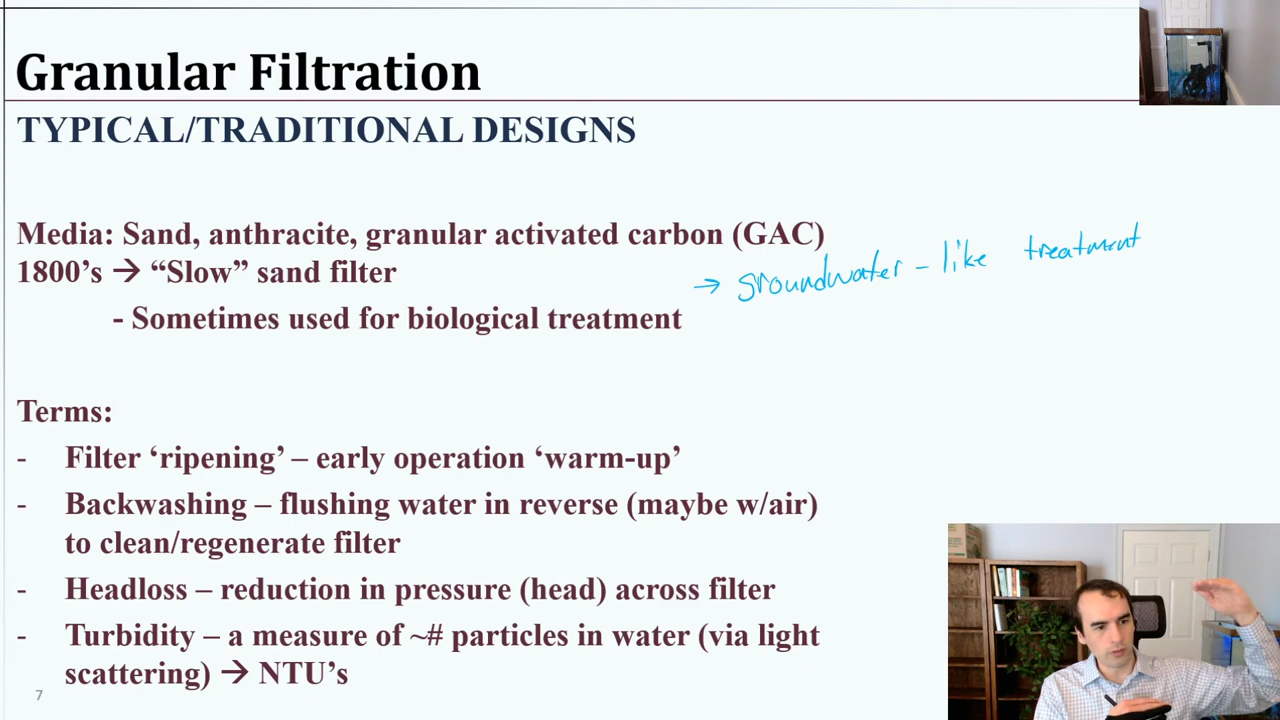 Granular Filtration
TYPICAL/TRADITIONAL DESIGNS
Media: Sand, anthracite, granular activated carbon (GAC)
1800’s → “Slow” sand filter
→ groundwater - like treatment
- Sometimes used for biological treatment
Terms:
- Filter ‘ripening’ – early operation ‘warm-up’
- Backwashing – flushing water in reverse (maybe w/air)
to clean/regenerate filter
- Headloss – reduction in pressure (head) across filter
- Turbidity – a measure of ~# particles in water (via light
scattering) → NTU’s
7